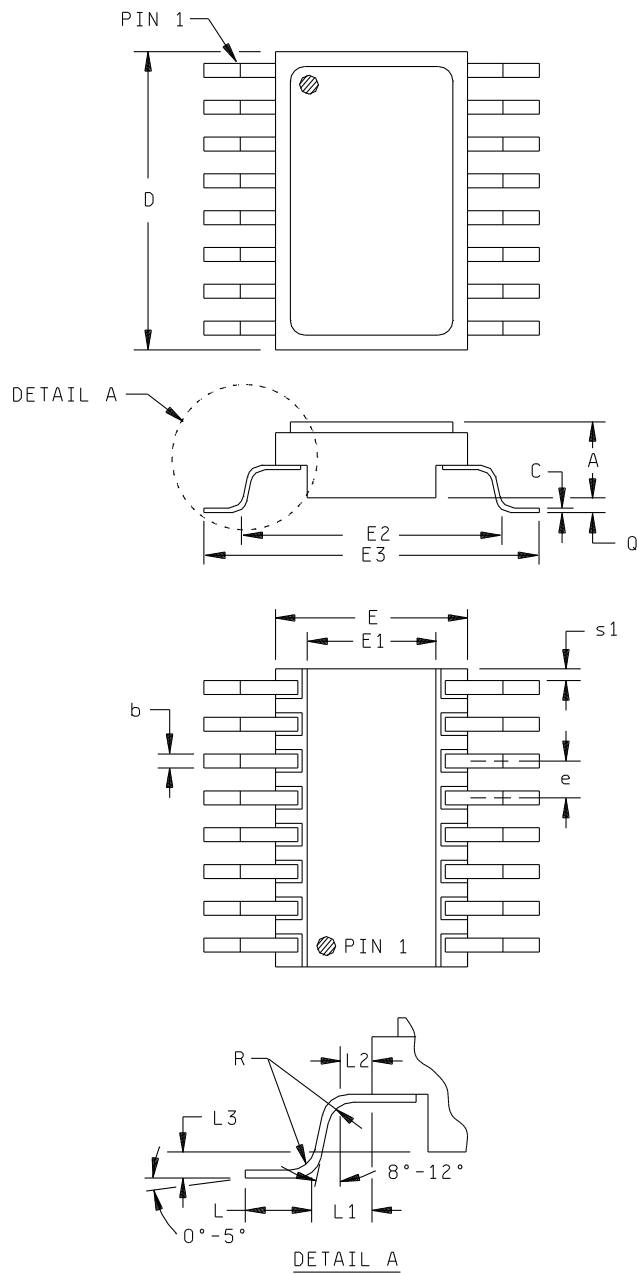 PIN 1
D
DETAIL A
A
C
E2
E3
Q
E
s1
E1
b
e
PIN 1
R
L2
L3
8°-12°
L
L1
0°-5°
DETAIL A